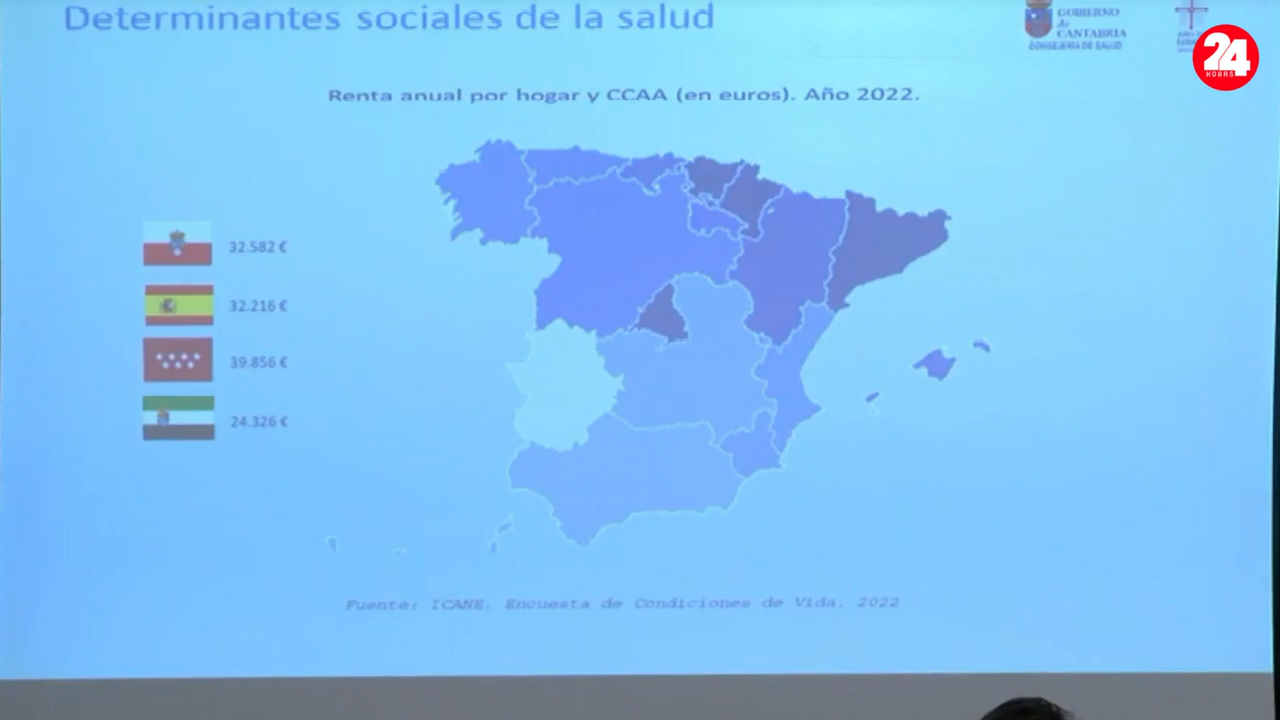 Determinantes sociales de la salud
GOBIERNO
de
CANTABRIA
CONSEJERÍA DE SALUD
24
HORAS
Renta anual por hogar y CCAA (en euros). Año 2022.
32.582 €
32.216 €
39.856 €
24.326 €
Fuente: ICANE. Encuesta de Condiciones de Vida. 2022